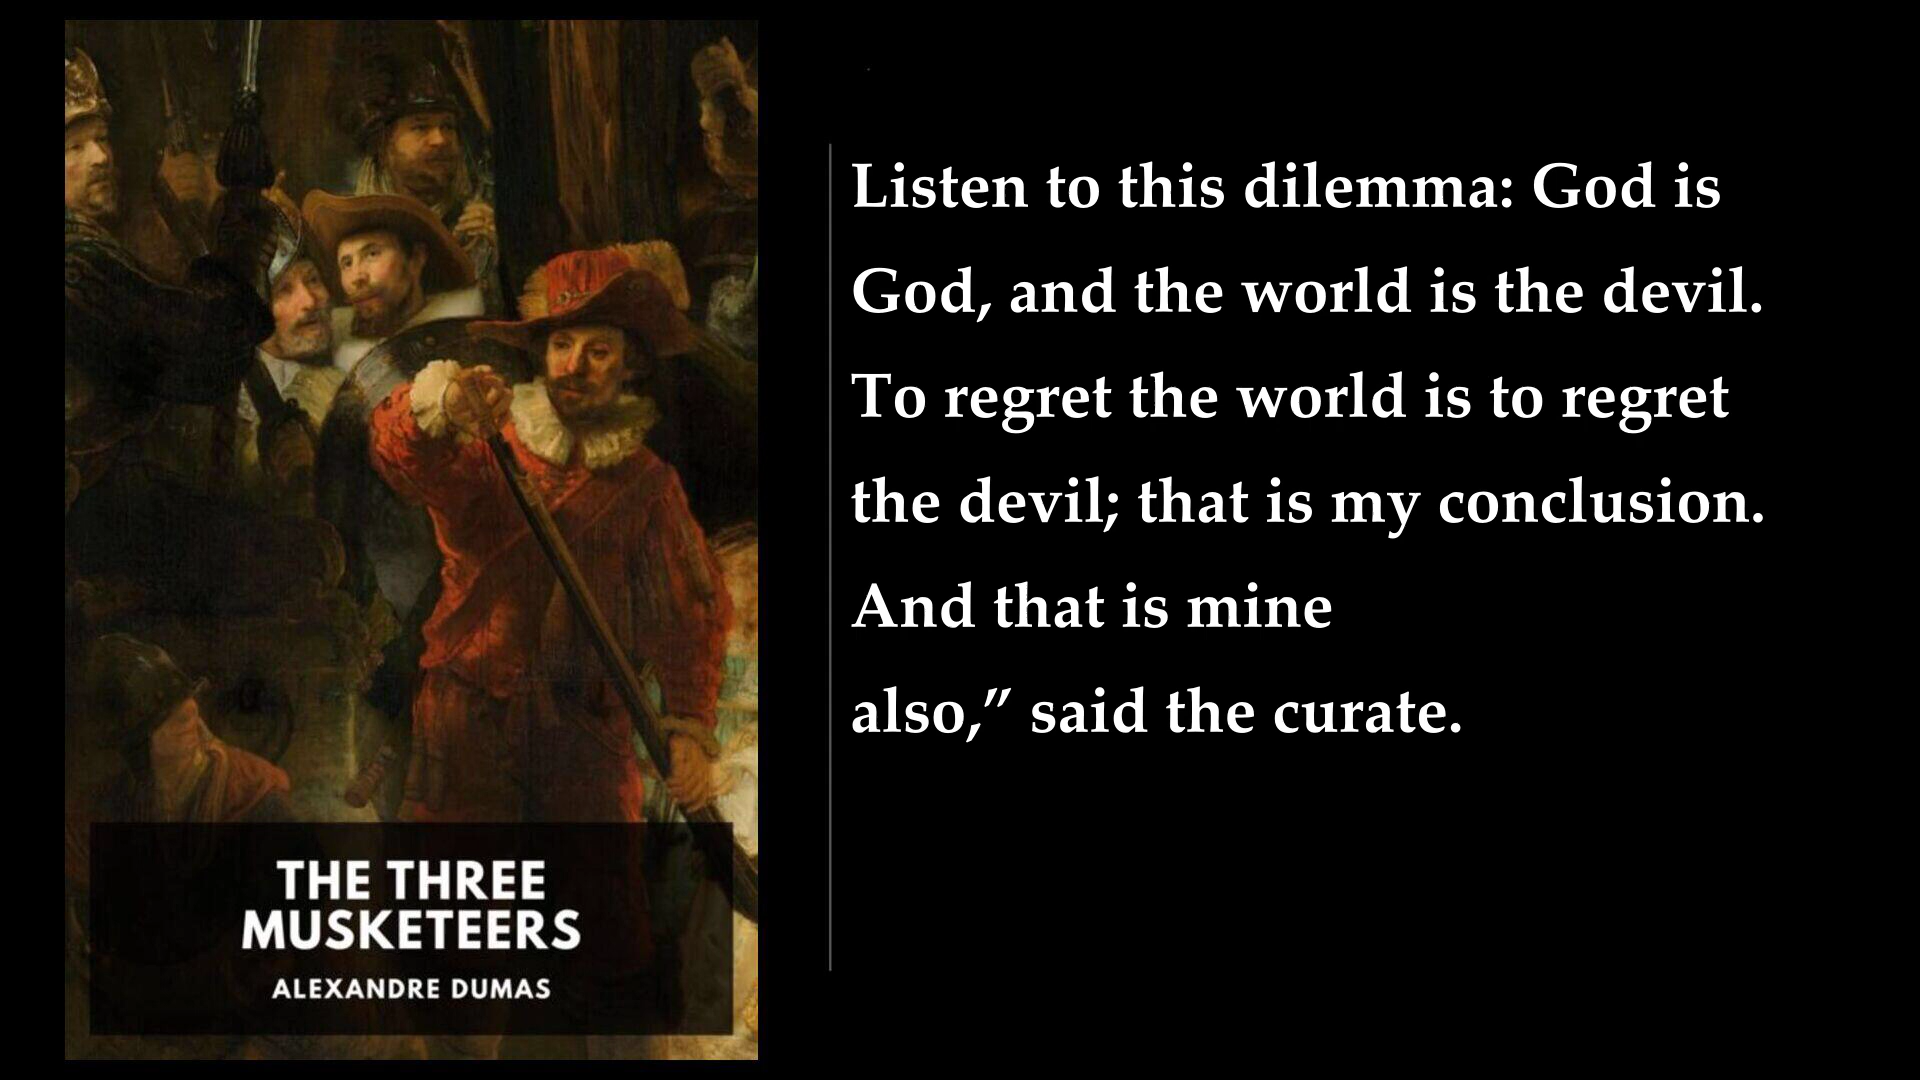 THE THREE
MUSKETEERS
ALEXANDRE DUMAS
Listen to this dilemma: God is
God, and the world is the devil.
To regret the world is to regret
the devil; that is my conclusion.
And that is mine
also,” said the curate.